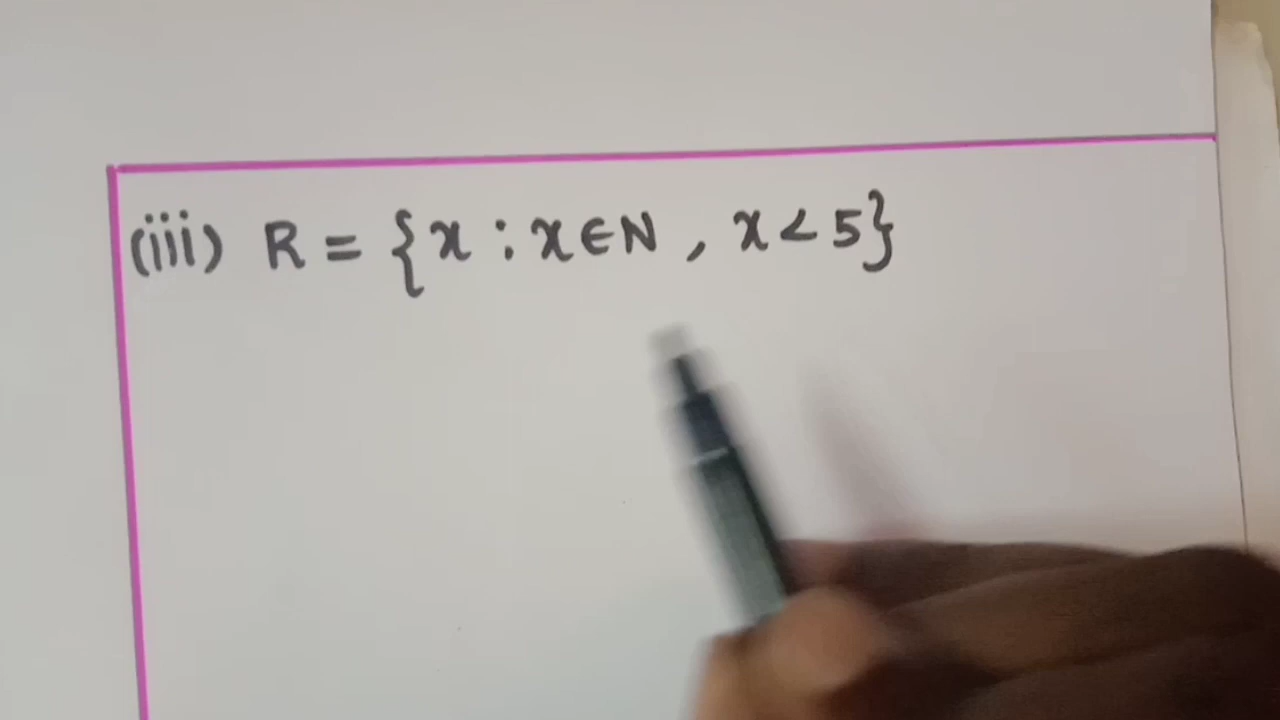 (iii) R = {x : x ∈ N , x < 5}